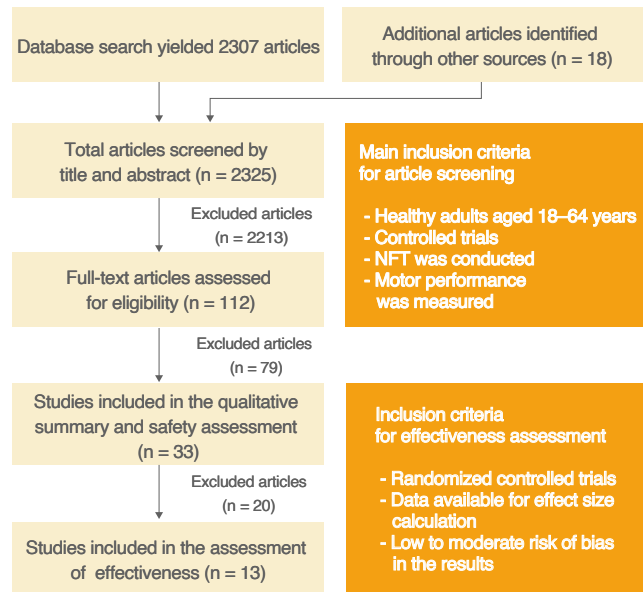 Database search yielded 2307 articles
Additional articles identified
through other sources (n = 18)
Total articles screened by
title and abstract (n = 2325)
Main inclusion criteria
for article screening
- Healthy adults aged 18–64 years
- Controlled trials
- NFT was conducted
- Motor performance
was measured
Excluded articles
(n = 2213)
Full-text articles assessed
for eligibility (n = 112)
Excluded articles
(n = 79)
Studies included in the qualitative
summary and safety assessment
(n = 33)
Inclusion criteria
for effectiveness assessment
- Randomized controlled trials
- Data available for effect size
calculation
- Low to moderate risk of bias
in the results
Excluded articles
(n = 20)
Studies included in the assessment
of effectiveness (n = 13)